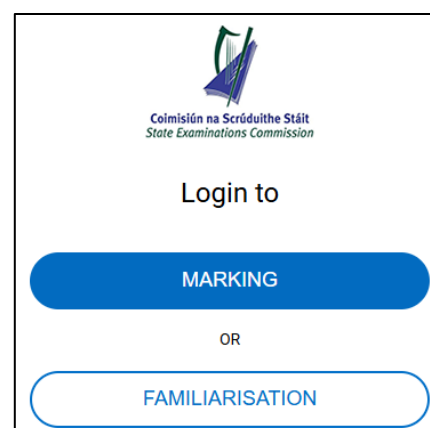 Coimisiún na Scrúduithe Stáit
State Examinations Commission
Login to
MARKING
OR
FAMILIARISATION